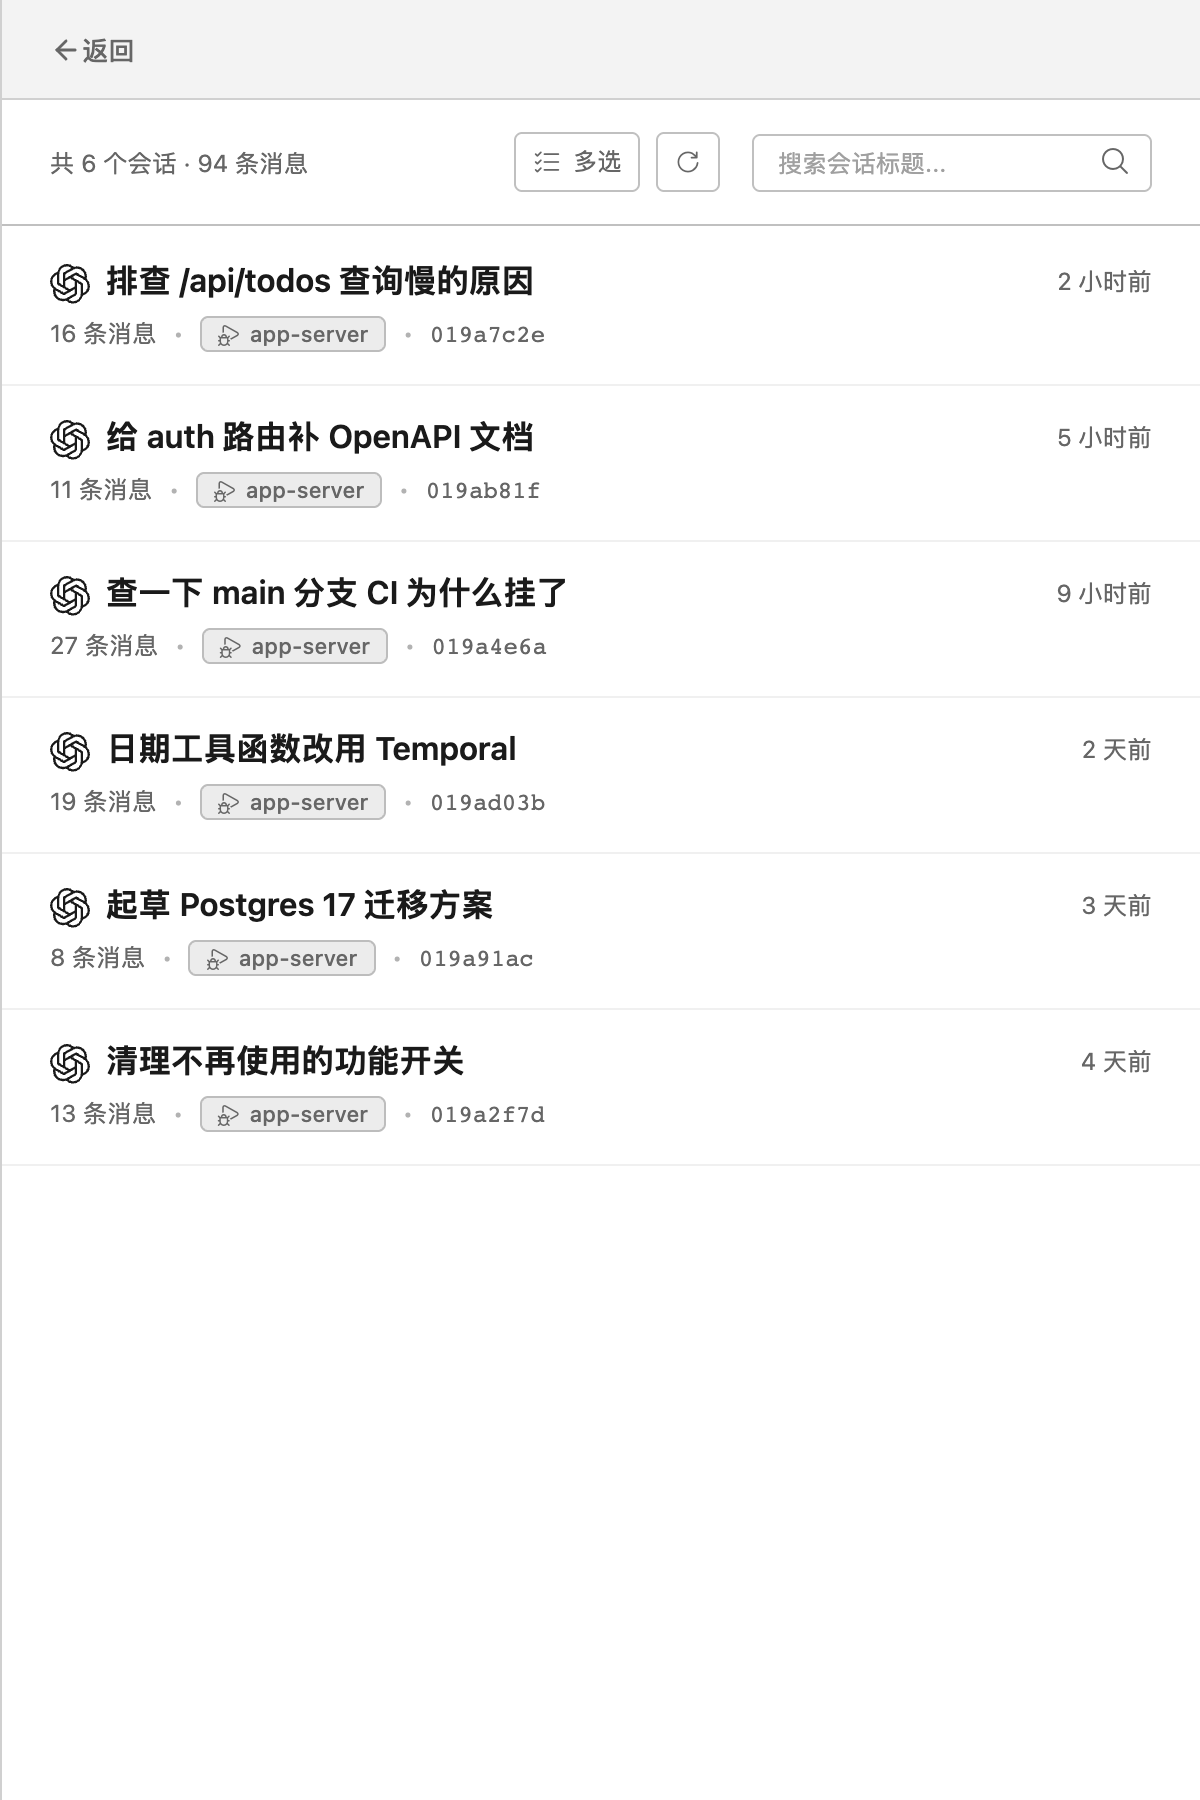 返回
共 6 个会话 · 94 条消息
多选
搜索会话标题...
排查 /api/todos 查询慢的原因
2 小时前
16 条消息 • app-server • 019a7c2e
给 auth 路由补 OpenAPI 文档
5 小时前
11 条消息 • app-server • 019ab81f
查一下 main 分支 CI 为什么挂了
9 小时前
27 条消息 • app-server • 019a4e6a
日期工具函数改用 Temporal
2 天前
19 条消息 • app-server • 019ad03b
起草 Postgres 17 迁移方案
3 天前
8 条消息 • app-server • 019a91ac
清理不再使用的功能开关
4 天前
13 条消息 • app-server • 019a2f7d